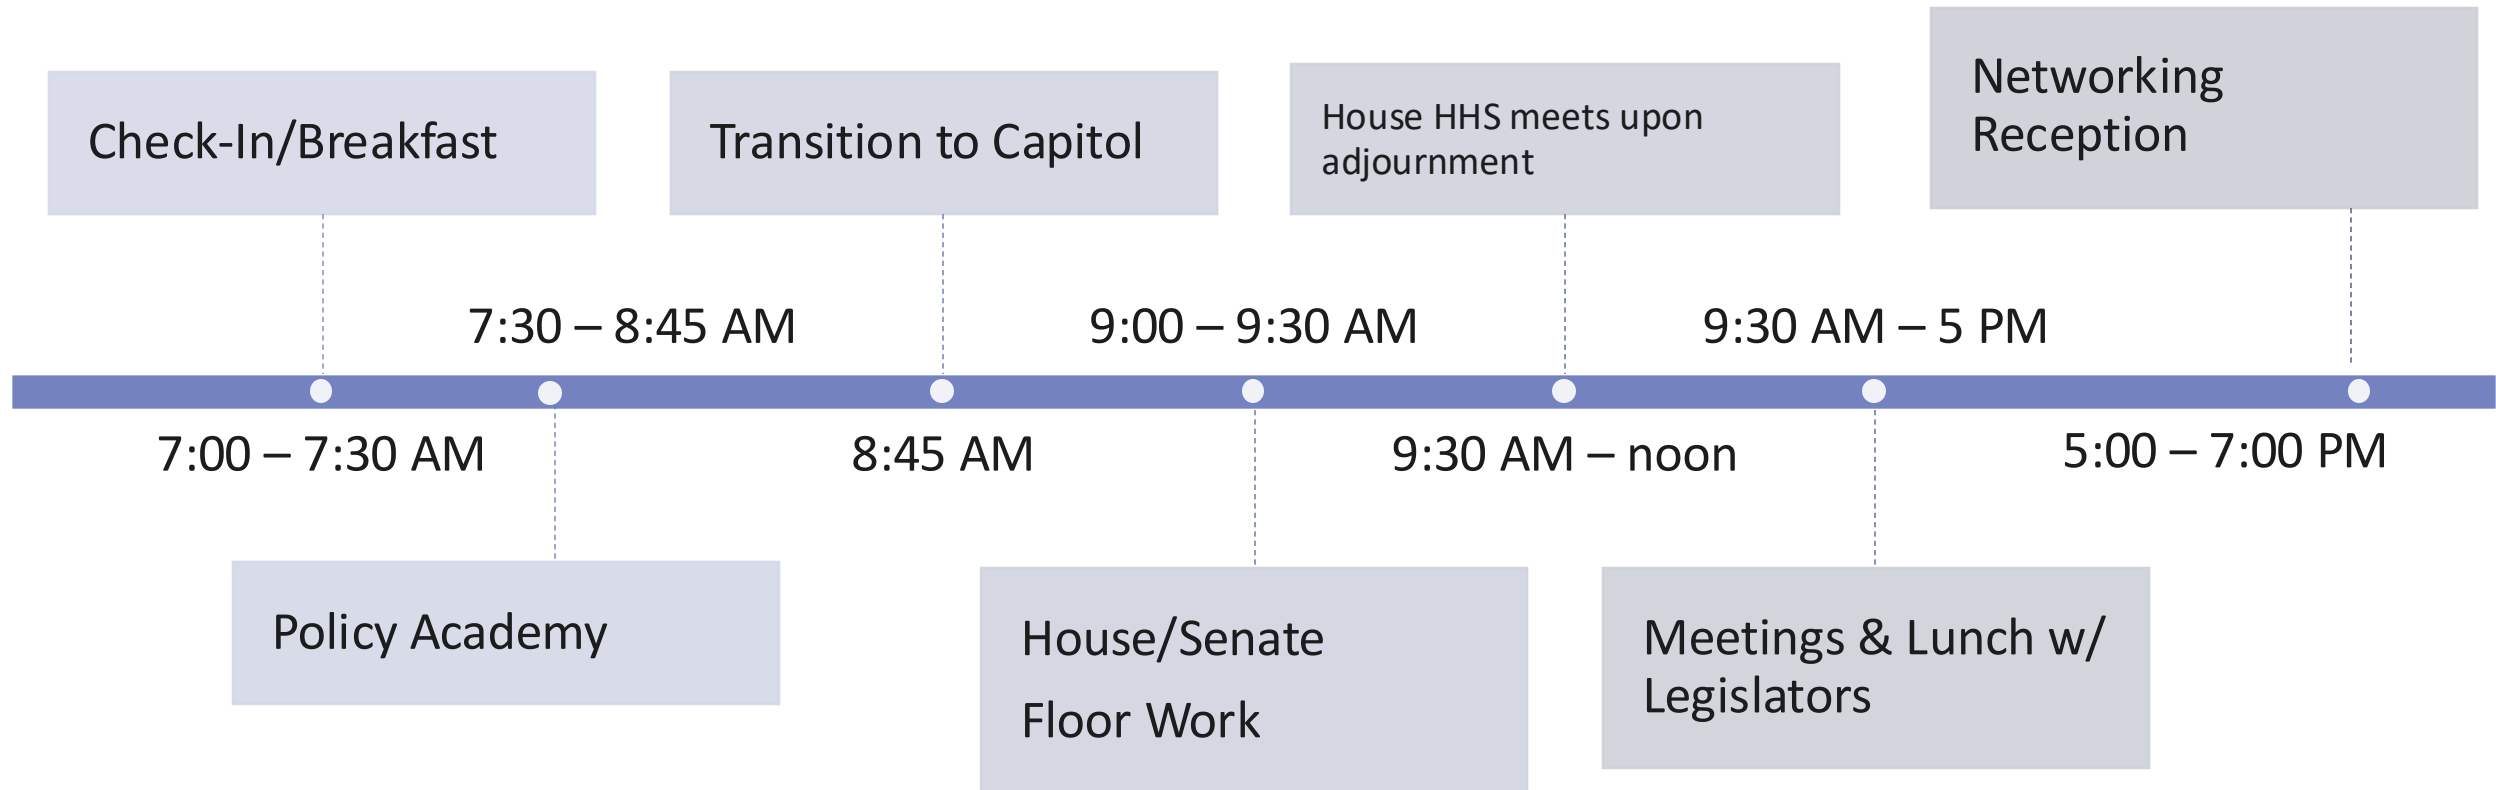 Check-In/ Breakfast
7:00 – 7:30 AM
7:30 – 8:45 AM
Policy Academy
Transition to Capitol
8:45 AM
9:00 – 9:30 AM
House/Senate
Floor Work
House HHS meets upon
adjournment
9:30 AM – noon
9:30 AM – 5 PM
Meetings & Lunch w/
Legislators
Networking
Reception
5:00 – 7:00 PM